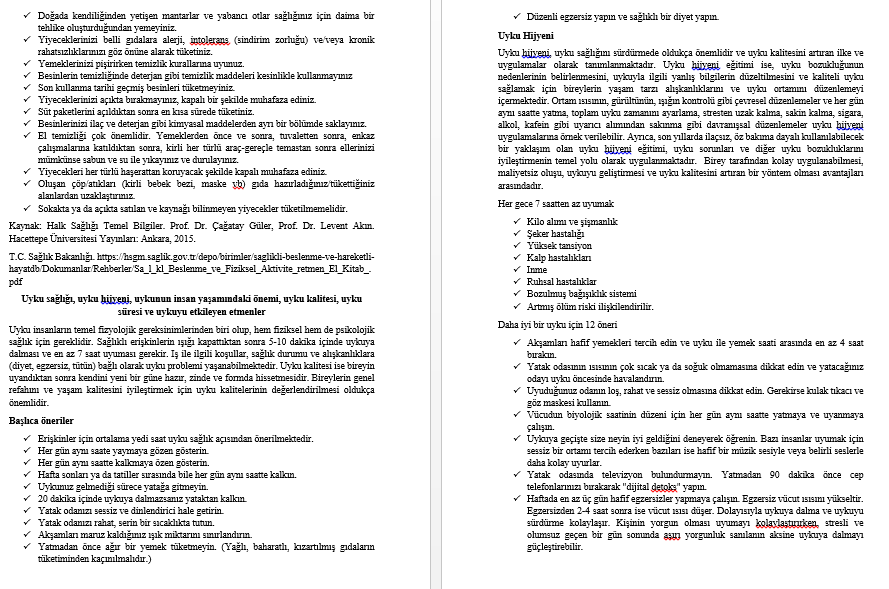 ✓ Doğada kendiliğinden yetişen mantarlar ve yabancı otlar sağlığınız için daima bir
tehlike oluşturduğundan yemeyiniz.
✓ Yiyeceklerinizi belli gıdalara alerji, intolerans (sindirim zorluğu) ve/veya kronik
rahatsızlıklarınızı göz önüne alarak tüketiniz.
✓ Yemeklerinizi pişirirken temizlik kurallarına uyunuz.
✓ Besinlerin temizliğinde deterjan gibi temizlik maddeleri kesinlikle kullanmayınız
✓ Son kullanma tarihi geçmiş besinleri tüketmeyiniz.
✓ Yiyeceklerinizi açıkta bırakmayınız, kapalı bir şekilde muhafaza ediniz.
✓ Süt paketlerini açıldıktan sonra en kısa sürede tüketiniz.
✓ Besinlerinizi ilaç ve deterjan gibi kimyasal maddelerden ayrı bir bölümde saklayınız.
✓ El temizliği çok önemlidir. Yemeklerden önce ve sonra, tuvaletten sonra, enkaz
çalışmalarına katıldıktan sonra, kirli her türlü araç-gereçle temastan sonra ellerinizi
mümkünse sabun ve su ile yıkayınız ve durulayınız.
✓ Yiyecekleri her türlü haşerattan koruyacak şekilde kapalı muhafaza ediniz.
✓ Oluşan çöp/atıkları (kirli bebek bezi, maske vb) gıda hazırladığınız/tükettiğiniz
alanlardan uzaklaştırınız.
✓ Sokakta ya da açıkta satılan ve kaynağı bilinmeyen yiyecekler tüketilmemelidir.
Kaynak: Halk Sağlığı Temel Bilgiler. Prof. Dr. Çağatay Güler, Prof. Dr. Levent Akın.
Hacettepe Üniversitesi Yayınları: Ankara, 2015.
T.C. Sağlık Bakanlığı. https://hsgm.saglik.gov.tr/depo/birimler/saglikli-beslenme-ve-hareketli-
hayatdb/Dokumanlar/Rehberler/Sa_l_kl_Beslenme_ve_Fiziksel_Aktivite_retmen_El_Kitab_.
pdf
Uyku sağlığı, uyku hijyeni, uykunun insan yaşamındaki önemi, uyku kalitesi, uyku
süresi ve uykuyu etkileyen etmenler
Uyku insanların temel fizyolojik gereksinimlerinden biri olup, hem fiziksel hem de psikolojik
sağlık için gereklidir. Sağlıklı erişkinlerin ışığı kapattıktan sonra 5-10 dakika içinde uykuya
dalması ve en az 7 saat uyuması gerekir. İş ile ilgili koşullar, sağlık durumu ve alışkanlıklara
(diyet, egzersiz, tütün) bağlı olarak uyku problemi yaşanabilmektedir. Uyku kalitesi ise bireyin
uyandıktan sonra kendini yeni bir güne hazır, zinde ve formda hissetmesidir. Bireylerin genel
refahını ve yaşam kalitesini iyileştirmek için uyku kalitelerinin değerlendirilmesi oldukça
önemlidir.
Başlıca öneriler
✓ Erişkinler için ortalama yedi saat uyku sağlık açısından önerilmektedir.
✓ Her gün aynı saate yaymaya gözen gösterin.
✓ Her gün aynı saatte kalkmaya özen gösterin.
✓ Hafta sonları ya da tatiller sırasında bile her gün aynı saatte kalkın.
✓ Uykunuz gelmediği sürece yatağa gitmeyin.
✓ 20 dakika içinde uykuya dalmazsanız yataktan kalkın.
✓ Yatak odanızı sessiz ve dinlendirici hale getirin.
✓ Yatak odanızı rahat, serin bir sıcaklıkta tutun.
✓ Akşamları maruz kaldığınız ışık miktarını sınırlandırın.
✓ Yatmadan önce ağır bir yemek tüketmeyin. (Yağlı, baharatlı, kızartılmış gıdaların
tüketiminden kaçınılmalıdır.)
✓ Düzenli egzersiz yapın ve sağlıklı bir diyet yapın.
Uyku Hijyeni
Uyku hijyeni, uyku sağlığını sürdürmede oldukça önemlidir ve uyku kalitesini artıran ilke ve
uygulamalar olarak tanımlanmaktadır. Uyku hijyeni eğitimi ise, uyku bozukluğunun
nedenlerinin belirlenmesini, uykuyla ilgili yanlış bilgilerin düzeltilmesini ve kaliteli uyku
sağlamak için bireylerin yaşam tarzı alışkanlıklarını ve uyku ortamını düzenlemeyi
içermektedir. Ortam ısısının, gürültünün, ışığın kontrolü gibi çevresel düzenlemeler ve her gün
aynı saatte yatma, toplam uyku zamanını ayarlama, stresten uzak kalma, sakin kalma, sigara,
alkol, kafein gibi uyarıcı alımından sakınma gibi davranışsal düzenlemeler uyku hijyeni
uygulamalarına örnek verilebilir. Ayrıca, son yıllarda ilaçsız, öz bakıma dayalı kullanılabilecek
bir yaklaşım olan uyku hijyeni eğitimi, uyku sorunları ve diğer uyku bozukluklarını
iyileştirmenin temel yolu olarak uygulanmaktadır. Birey tarafından kolay uygulanabilmesi,
maliyetsiz oluşu, uykuyu geliştirmesi ve uyku kalitesini artıran bir yöntem olması avantajları
arasındadır.
Her gece 7 saatten az uyumak
✓ Kilo alımı ve şişmanlık
✓ Şeker hastalığı
✓ Yüksek tansiyon
✓ Kalp hastalıkları
✓ İnme
✓ Ruhsal hastalıklar
✓ Bozulmuş bağışıklık sistemi
✓ Artmış ölüm riski ilişkilendirilir.
Daha iyi bir uyku için 12 öneri
✓ Akşamları hafif yemekleri tercih edin ve uyku ile yemek saati arasında en az 4 saat
bırakın.
✓ Yatak odasının ısısının çok sıcak ya da soğuk olmamasına dikkat edin ve yatacağınız
odayı uyku öncesinde havalandırın.
✓ Uyuduğunuz odanın loş, rahat ve sessiz olmasına dikkat edin. Gerekirse kulak tıkacı ve
göz maskesi kullanın.
✓ Vücudun biyolojik saatinin düzeni için her gün aynı saatte yatmaya ve uyanmaya
çalışın.
✓ Uykuya geçişte size neyin iyi geldiğini deneyerek öğrenin. Bazı insanlar uyumak için
sessiz bir ortamı tercih ederken bazıları ise hafif bir müzik sesiyle veya belirli seslerle
daha kolay uyurlar.
✓ Yatak odasında televizyon bulundurmayın. Yatmadan 90 dakika önce cep
telefonlarınızı bırakarak "dijital detoks" yapın.
✓ Haftada en az üç gün hafif egzersizler yapmaya çalışın. Egzersiz vücut ısısını yükseltir.
Egzersizden 2-4 saat sonra ise vücut ısısı düşer. Dolayısıyla uykuya dalma ve uykuyu
sürdürme kolaylaşır. Kişinin yorgun olması uyumayı kolaylaştırırken, stresli ve
olumsuz geçen bir gün sonunda aşırı yorgunluk sanılanın aksine uykuya dalmayı
güçleştirebilir.